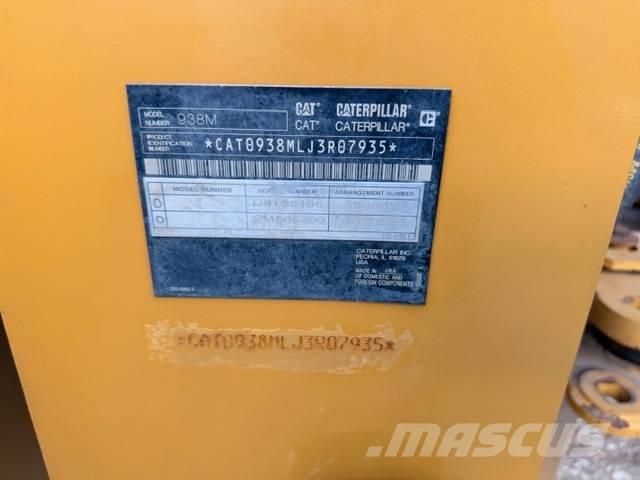 MODEL NUMBER 938M CAT® CATERPILLAR®
CAT® CATERPILLAR®
PRODUCT IDENTIFICATION NUMBER *CAT0938MLJ3R07935*
MODEL NUMBER NUMBER ARRANGEMENT NUMBER
CATERPILLAR INC.
PEORIA, IL 61629
USA
MADE IN USA
OF DOMESTIC AND
FOREIGN COMPONENTS
*CAT0938MLJ3R07935*
MASCUS